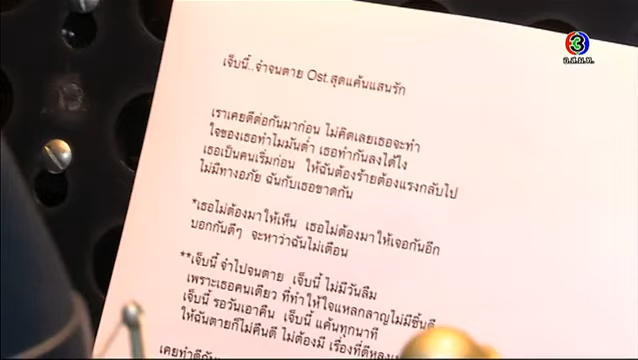 3
อ.ส.ม.ท.
เจ็บนี้..จำจนตาย Ost.สุดแค้นแสนรัก
เราเคยดีต่อกันมาก่อน ไม่คิดเลยเธอจะทำ
ใจของเธอทำไมมันต่ำ เธอทำกันลงได้ไง
เธอเป็นคนเริ่มก่อน ให้ฉันต้องร้ายต้องแรงกลับไป
ไม่มีทางอภัย ฉันกับเธอขาดกัน
*เธอไม่ต้องมาให้เห็น เธอไม่ต้องมาให้เจอกันอีก
บอกกันดีๆ จะหาว่าฉันไม่เตือน
**เจ็บนี้ จำไปจนตาย เจ็บนี้ ไม่มีวันลืม
เพราะเธอคนเดียว ที่ทำให้ใจแหลกลาญไม่มีชิ้นดี
เจ็บนี้ รอวันเอาคืน เจ็บนี้ แค้นทุกนาที
ให้ฉันตายก็ไม่คืนดี ไม่ต้องมี เรื่องที่ดี
เคยทำดี